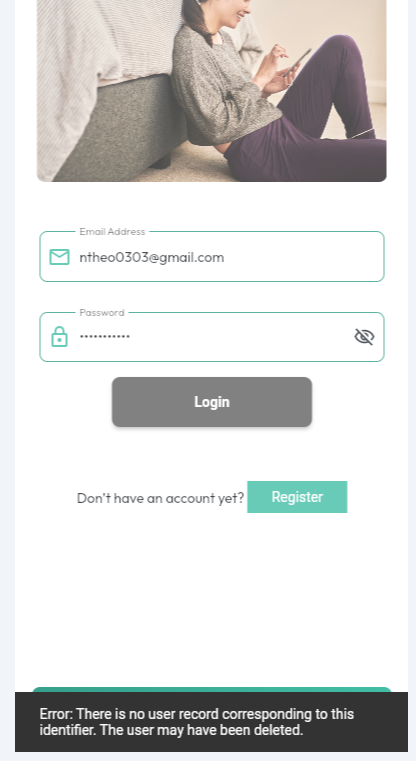 Email Address
ntheo0303@gmail.com
Password
•••••••••••
Login
Don't have an account yet? Register
Error: There is no user record corresponding to this
identifier. The user may have been deleted.